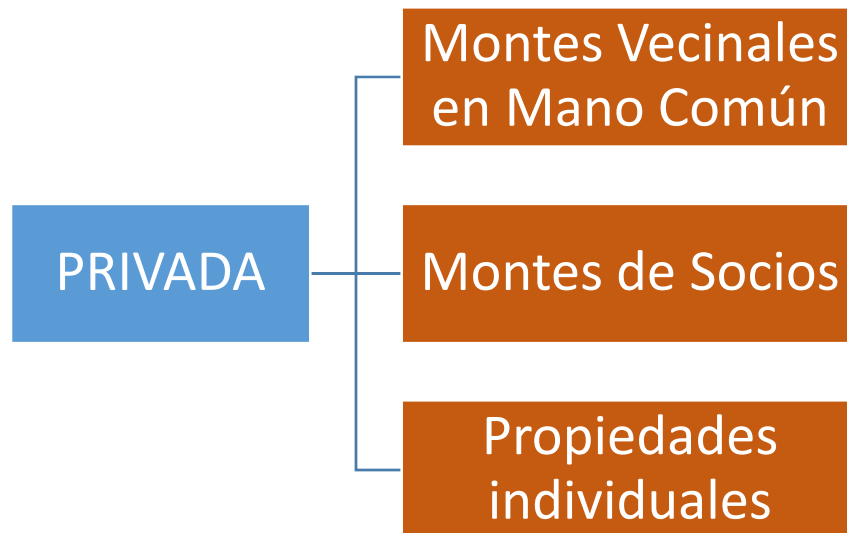 PRIVADA
Montes Vecinales
en Mano Común
Montes de Socios
Propiedades
individuales